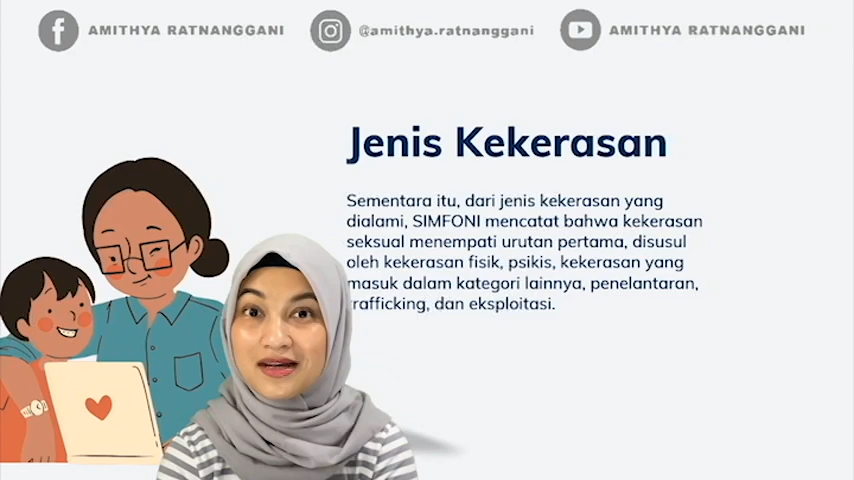 AMITHYA RATNANGGANI
@amithya.ratnanggani
AMITHYA RATNANGGANI
Jenis Kekerasan
Sementara itu, dari jenis kekerasan yang
dialami, SIMFONI mencatat bahwa kekerasan
seksual menempati urutan pertama, disusul
oleh kekerasan fisik, psikis, kekerasan yang
masuk dalam kategori lainnya, penelantaran,
trafficking, dan eksploitasi.